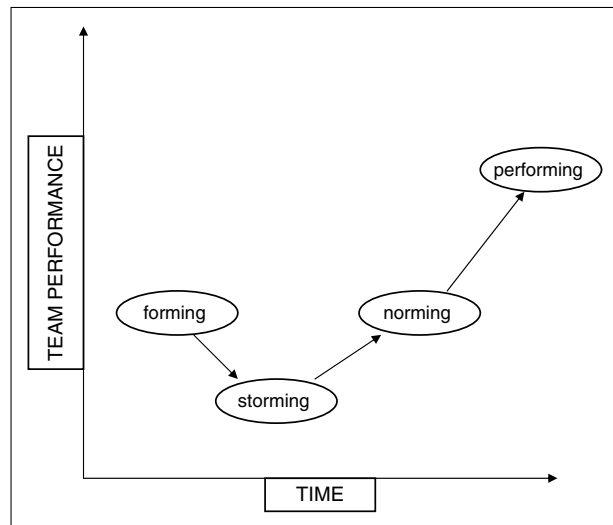 TEAM PERFORMANCE
performing
forming
norming
storming
TIME